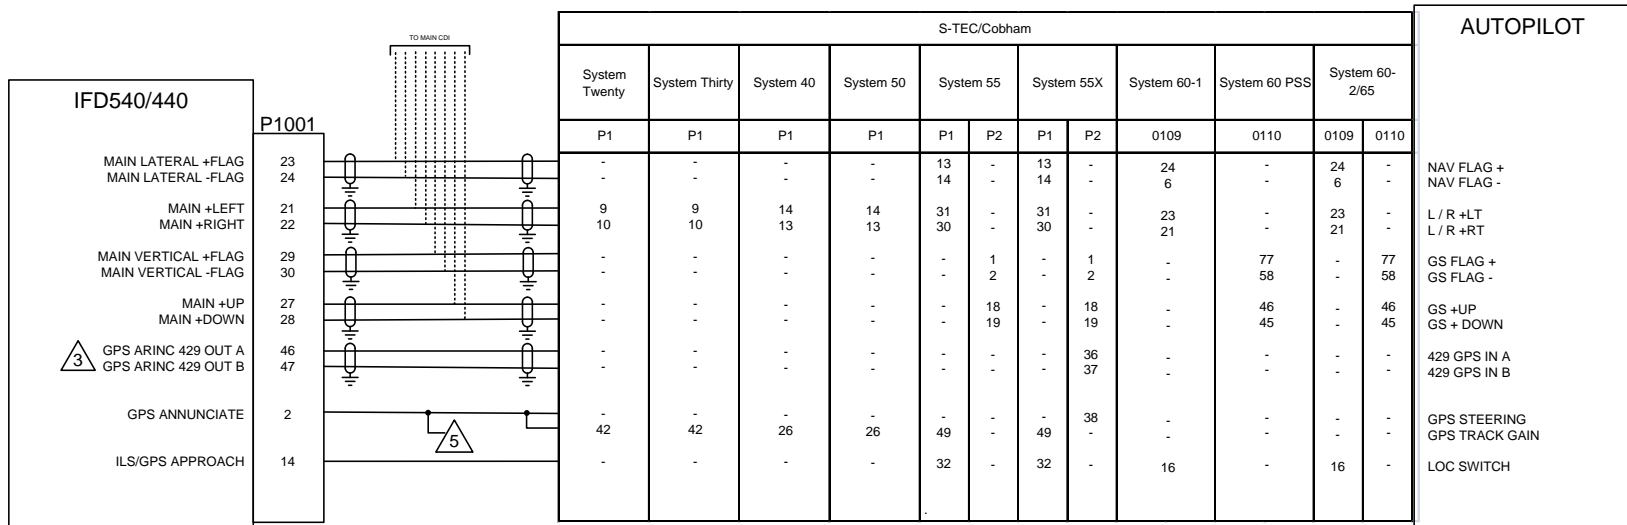 TO MAIN CDI
S-TEC/Cobham
AUTOPILOT
IFD540/440
P1001
System Twenty System Thirty System 40 System 50 System 55 System 55X System 60-1 System 60 PSS System 60-2/65
P1 P1 P1 P1 P1 P2 P1 P2 0109 0110 0109 0110
MAIN LATERAL +FLAG 23 - - - - 13 - 13 - 24 - 24 - NAV FLAG +
MAIN LATERAL -FLAG 24 - - - - 14 - 14 - 6 - 6 - NAV FLAG -
MAIN +LEFT 21 9 9 14 14 31 - 31 - 23 - 23 - L / R +LT
MAIN +RIGHT 22 10 10 13 13 30 - 30 - 21 - 21 - L / R +RT
MAIN VERTICAL +FLAG 29 - - - - - 1 - 1 - 77 - 77 GS FLAG +
MAIN VERTICAL -FLAG 30 - - - - - 2 - 2 - 58 - 58 GS FLAG -
MAIN +UP 27 - - - - - 18 - 18 - 46 - 46 GS +UP
MAIN +DOWN 28 - - - - - 19 - 19 - 45 - 45 GS + DOWN
3 GPS ARINC 429 OUT A 46 - - - - - - - 36 - - - - 429 GPS IN A
GPS ARINC 429 OUT B 47 - - - - - - - 37 - - - - 429 GPS IN B
GPS ANNUNCIATE 2 - - - - - - - 38 - - - - GPS STEERING
5 42 42 26 26 49 - 49 - - - - - GPS TRACK GAIN
ILS/GPS APPROACH 14 - - - - 32 - 32 - 16 - 16 - LOC SWITCH
.